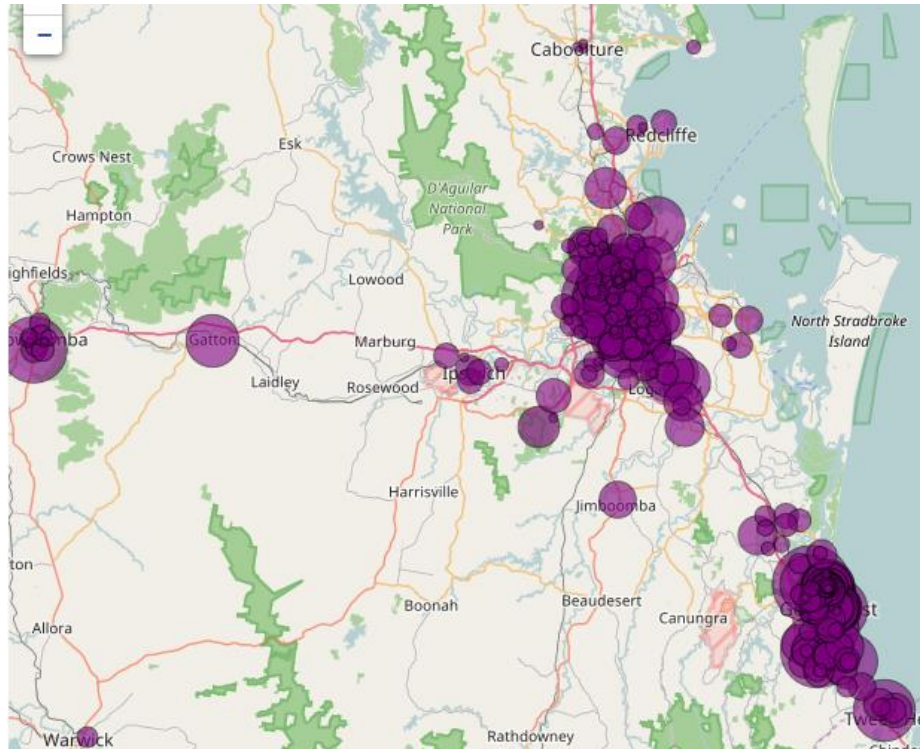 −
Caboolture
Redcliffe
Esk
Crows Nest
D'Aguilar
National
Park
Hampton
ighfields
Lowood
North Stradbroke
Island
Marburg
Gatton
Laidley
Rosewood
Harrisville
Jimboomba
ton
Boonah
Beaudesert
Canungra
Allora
Warwick
Rathdowney